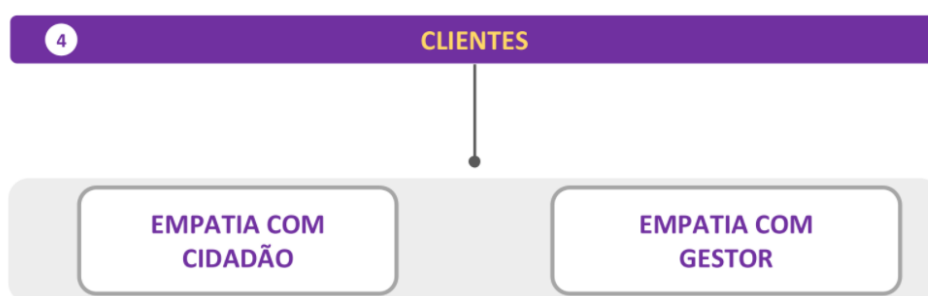 4
CLIENTES
EMPATIA COM
CIDADÃO
EMPATIA COM
GESTOR